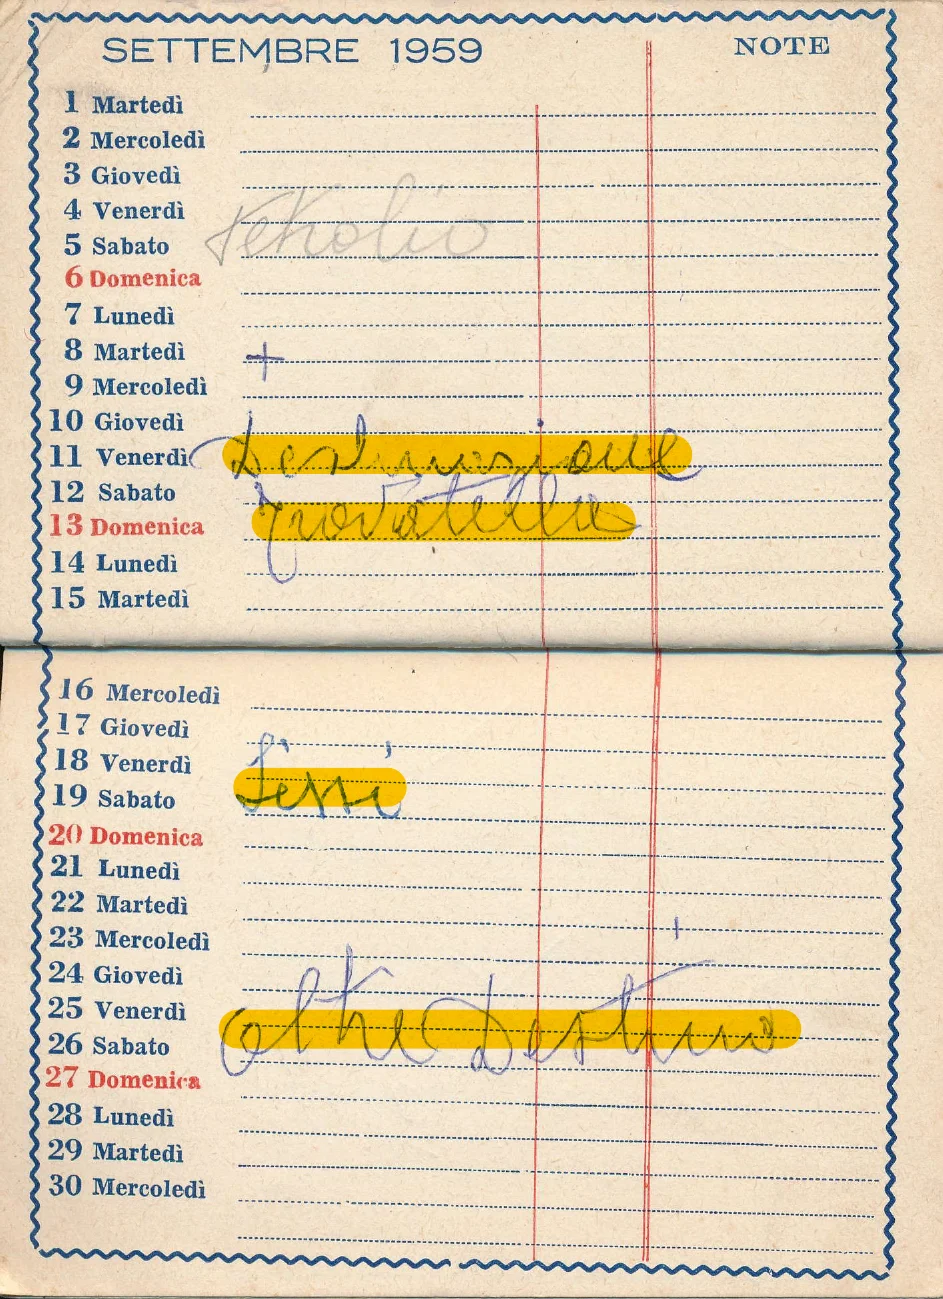 SETTEMBRE 1959 NOTE
1 Martedì
2 Mercoledì
3 Giovedì
4 Venerdì
5 Sabato
6 Domenica
7 Lunedì
8 Martedì +
9 Mercoledì
10 Giovedì
11 Venerdì Destinazione
12 Sabato
13 Domenica
14 Lunedì
15 Martedì
16 Mercoledì
17 Giovedì
18 Venerdì
19 Sabato
20 Domenica
21 Lunedì
22 Martedì
23 Mercoledì +
24 Giovedì
25 Venerdì
26 Sabato oltre Destino
27 Domenica
28 Lunedì
29 Martedì
30 Mercoledì